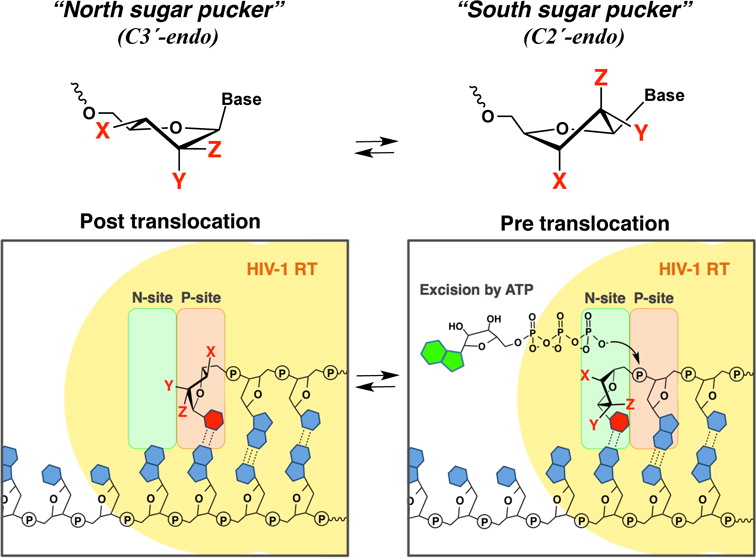 “North sugar pucker”
(C3´-endo)
“South sugar pucker”
(C2´-endo)
O
X
O
Base
Z
Y
O
O
Z
Base
Y
X
Post translocation
Pre translocation
HIV-1 RT
N-site P-site
X
Y
Z
O
P
O
P
O
P
O
O
O
O
O
O
P
P
P
P
P
P
HIV-1 RT
Excision by ATP
N-site P-site
HO
OH
O
O
O
P
O-
O
O
P
O-
O
O
P
O-
O-
X
O
Y
Z
P
O
P
O
P
O
O
O
O
O
O
P
P
P
P
P
P